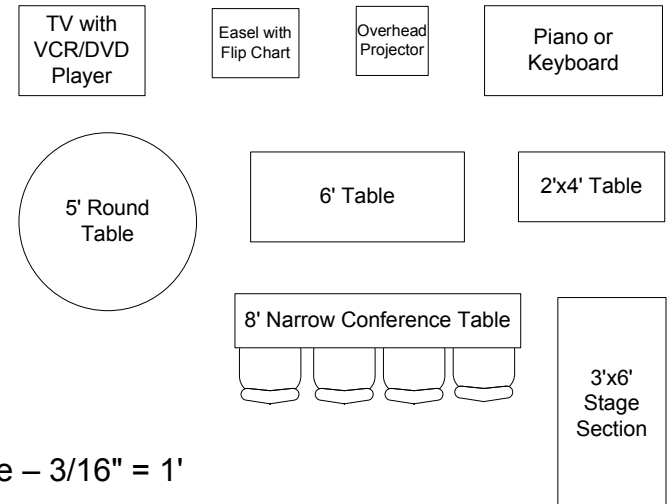 TV with
VCR/DVD
Player
Easel with
Flip Chart
Overhead
Projector
Piano or
Keyboard
5' Round
Table
6' Table
2'x4' Table
8' Narrow Conference Table
3'x6'
Stage
Section
e – 3/16" = 1'